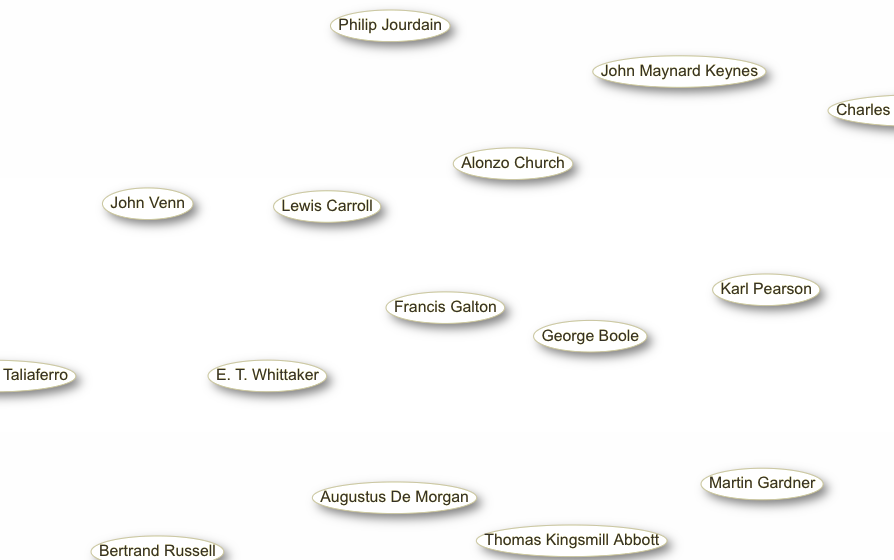 Philip Jourdain
John Maynard Keynes
Charles
Alonzo Church
John Venn
Lewis Carroll
Karl Pearson
Francis Galton
George Boole
Taliaferro
E. T. Whittaker
Martin Gardner
Augustus De Morgan
Thomas Kingsmill Abbott
Bertrand Russell